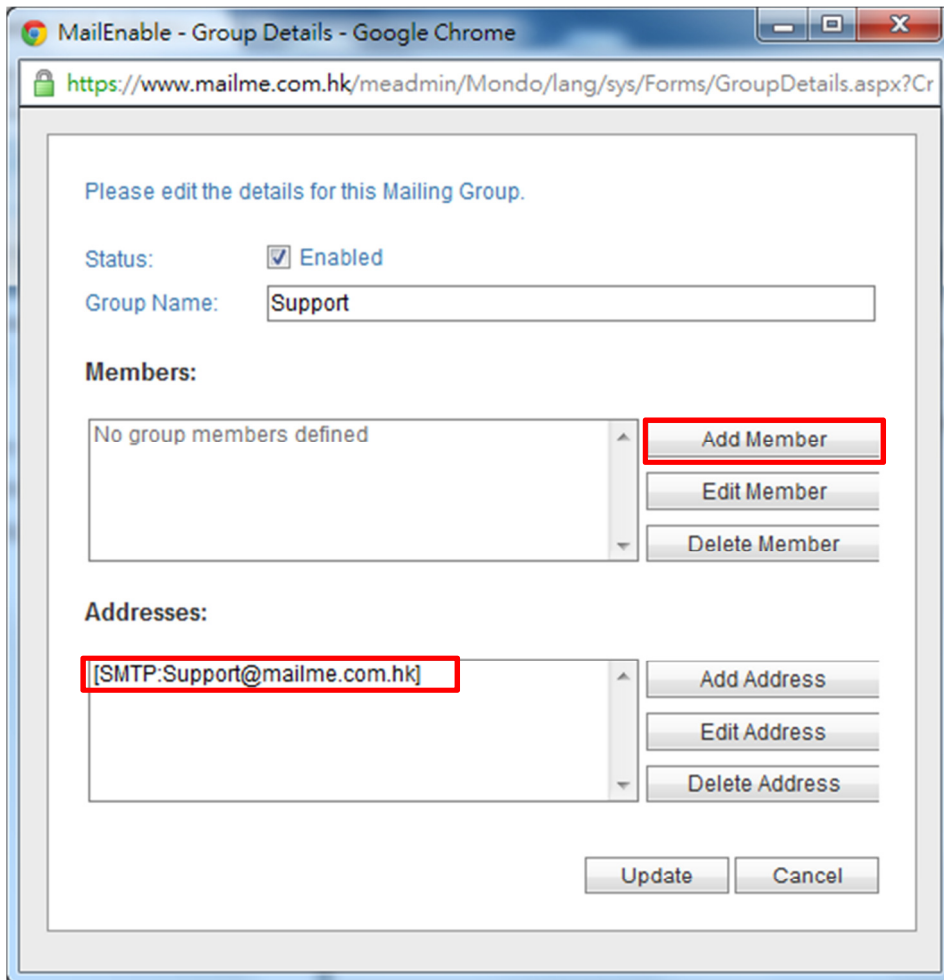 MailEnable - Group Details - Google Chrome
https://www.mailme.com.hk/meadmin/Mondo/lang/sys/Forms/GroupDetails.aspx?Cr
Please edit the details for this Mailing Group.
Status: Enabled
Group Name: Support
Members:
No group members defined
Add Member
Edit Member
Delete Member
Addresses:
[SMTP:Support@mailme.com.hk]
Add Address
Edit Address
Delete Address
Update Cancel